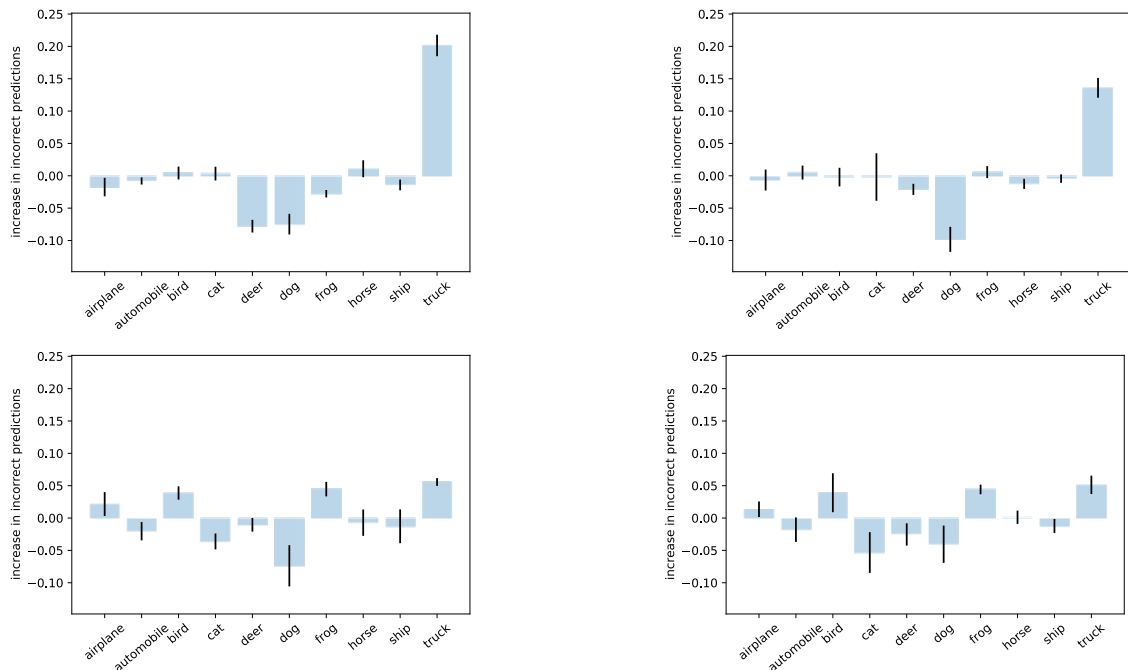 0.25
0.20
0.15
0.10
0.05
0.00
−0.05
−0.10
increase in incorrect predictions
airplane
automobile
bird
cat
deer
dog
frog
horse
ship
truck
0.25
0.20
0.15
0.10
0.05
0.00
−0.05
−0.10
increase in incorrect predictions
airplane
automobile
bird
cat
deer
dog
frog
horse
ship
truck
0.25
0.20
0.15
0.10
0.05
0.00
−0.05
−0.10
increase in incorrect predictions
airplane
automobile
bird
cat
deer
dog
frog
horse
ship
truck
0.25
0.20
0.15
0.10
0.05
0.00
−0.05
−0.10
increase in incorrect predictions
airplane
automobile
bird
cat
deer
dog
frog
horse
ship
truck